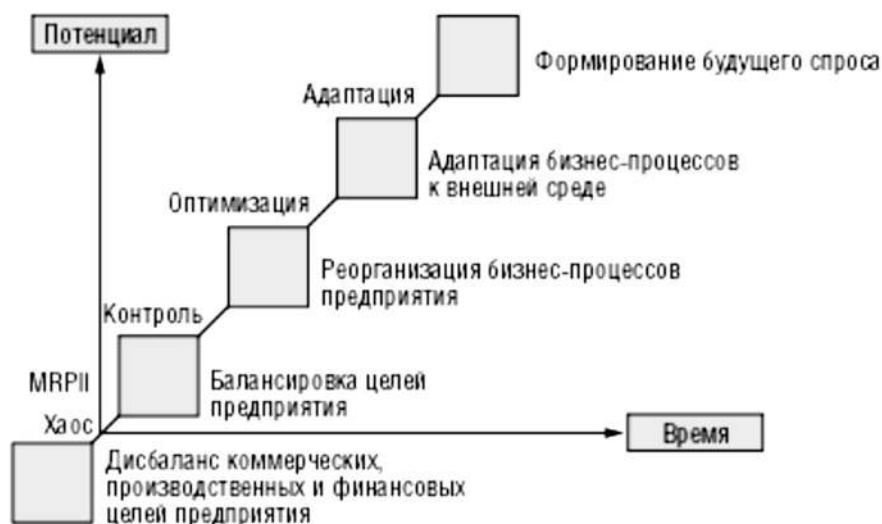 Потенциал
Формирование будущего спроса
Адаптация
Адаптация бизнес-процессов
к внешней среде
Оптимизация
Реорганизация бизнес-процессов
предприятия
Контроль
MRPII
Балансировка целей
предприятия
Хаос
Время
Дисбаланс коммерческих,
производственных и финансовых
целей предприятия